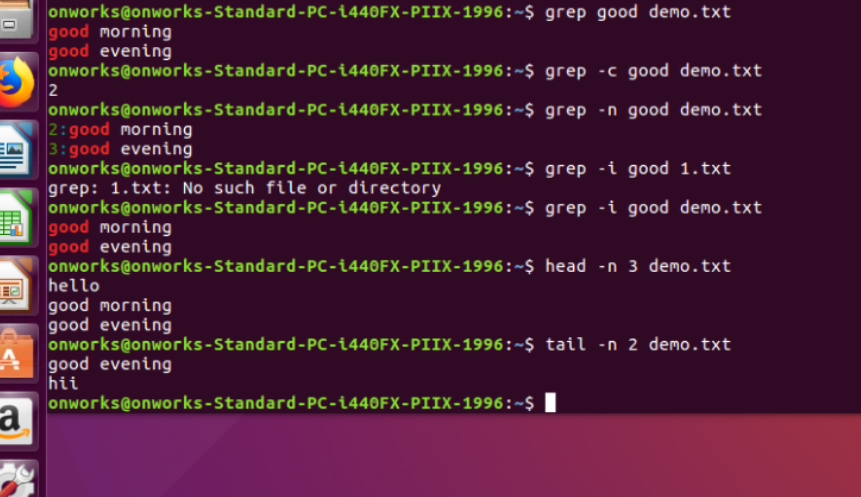 onworks@onworks-Standard-PC-i440FX-PIIX-1996:~$ grep good demo.txt
good morning
good evening
onworks@onworks-Standard-PC-i440FX-PIIX-1996:~$ grep -c good demo.txt
2
onworks@onworks-Standard-PC-i440FX-PIIX-1996:~$ grep -n good demo.txt
2:good morning
3:good evening
onworks@onworks-Standard-PC-i440FX-PIIX-1996:~$ grep -i good 1.txt
grep: 1.txt: No such file or directory
onworks@onworks-Standard-PC-i440FX-PIIX-1996:~$ grep -i good demo.txt
good morning
good evening
onworks@onworks-Standard-PC-i440FX-PIIX-1996:~$ head -n 3 demo.txt
hello
good morning
good evening
onworks@onworks-Standard-PC-i440FX-PIIX-1996:~$ tail -n 2 demo.txt
good evening
hii
onworks@onworks-Standard-PC-i440FX-PIIX-1996:~$